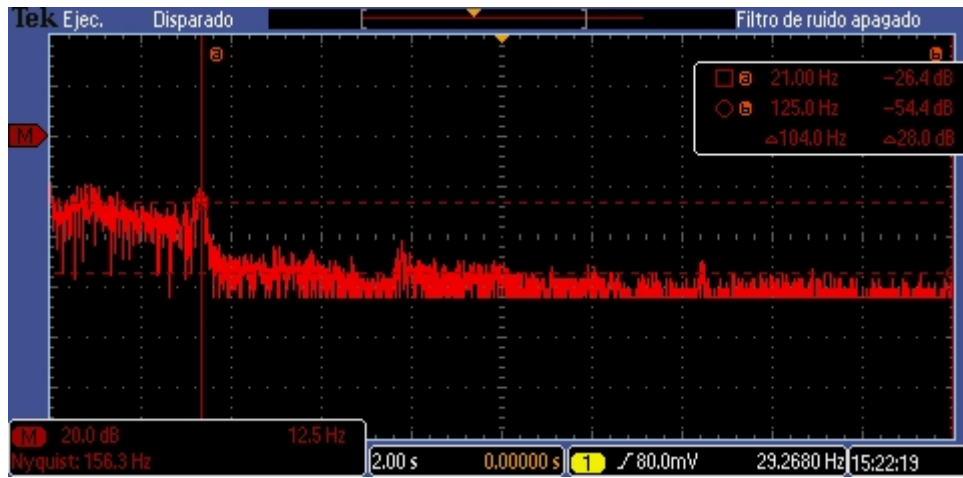 Tek Ejec. Disparado Filtro de ruido apagado
a b
a 21.00 Hz -26.4 dB
b 125.0 Hz -54.4 dB
△104.0 Hz △28.0 dB
M
M 20.0 dB 12.5 Hz
Nyquist: 156.3 Hz
2.00 s 0.00000 s 1 80.0mV 29.2680 Hz 15:22:19